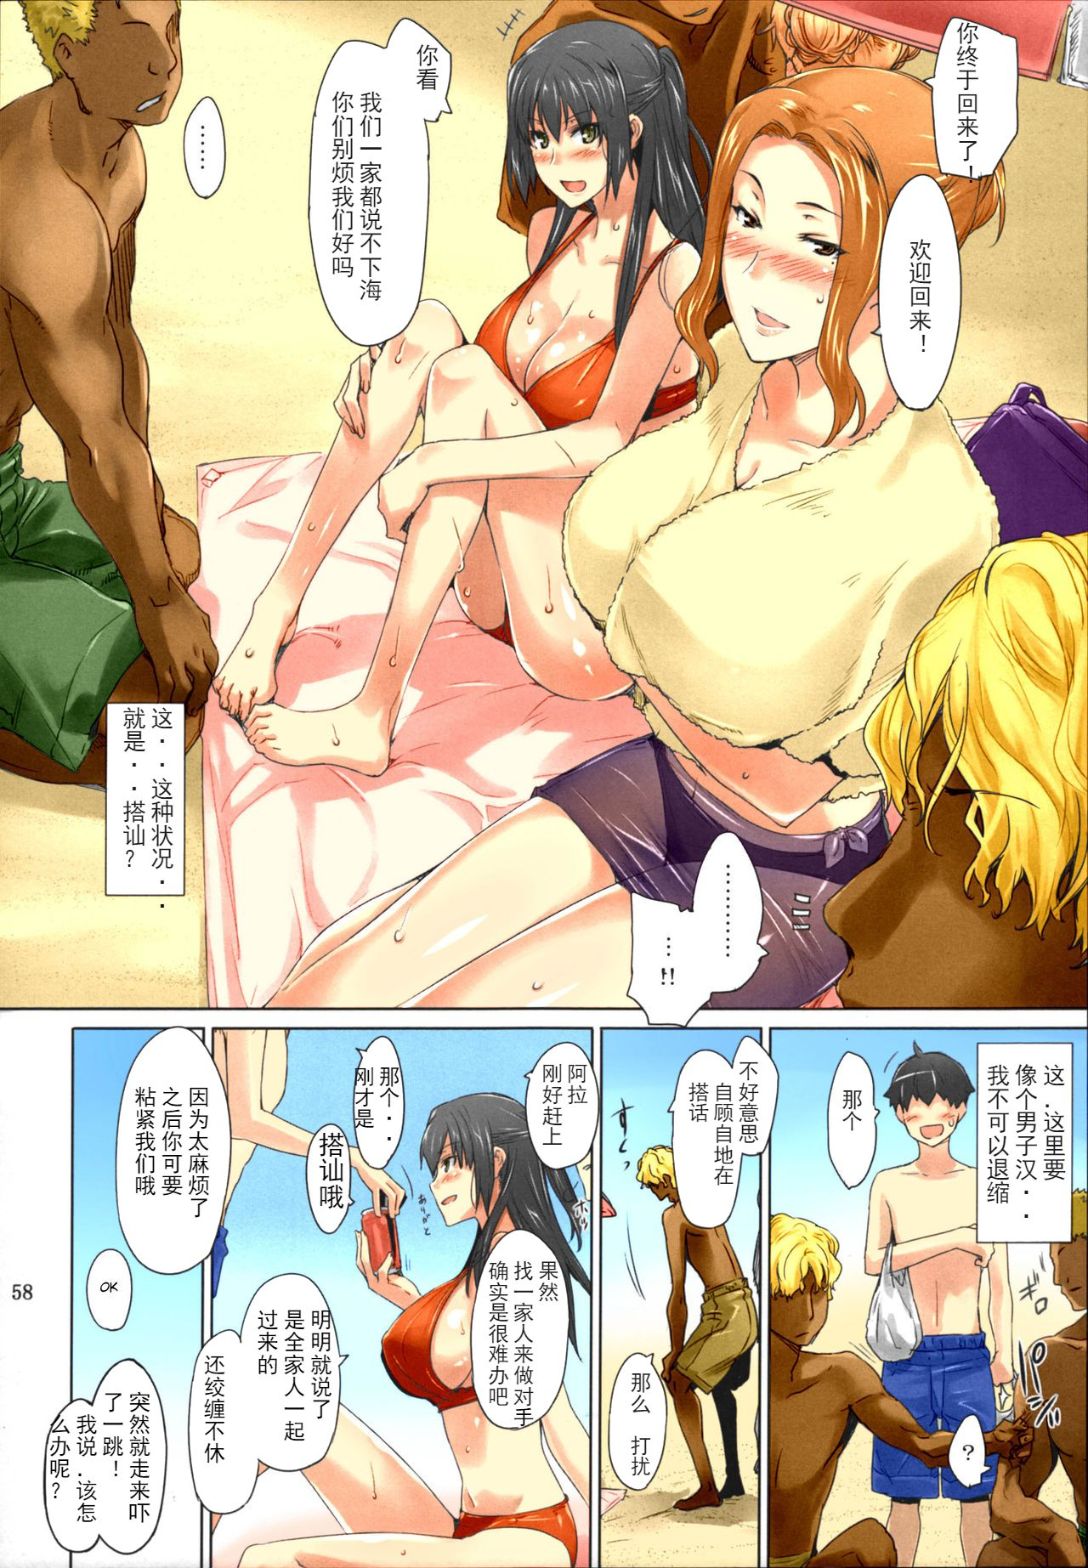 你终于回来了!
欢迎回来!
你看
我们一家都说不下海
你们别烦我们好吗
......
这..这种状况..
就是..搭讪?
.........
...!!
这.这里要
像个男子汉.
我不可以退缩
那个
?
不好意思
自顾自地在
搭话
那么 打扰
阿拉
刚好赶上
那个..
刚才是
搭讪哦
ありがと
果然
找一家人来做对手
确实是很难办吧
明明就说了
是全家人一起
过来的
还纹缠不休
因为太麻烦了
之后你可要
粘紧我们哦
OK
突然就走来吓
了一跳!
我说.该怎
么办呢?
58